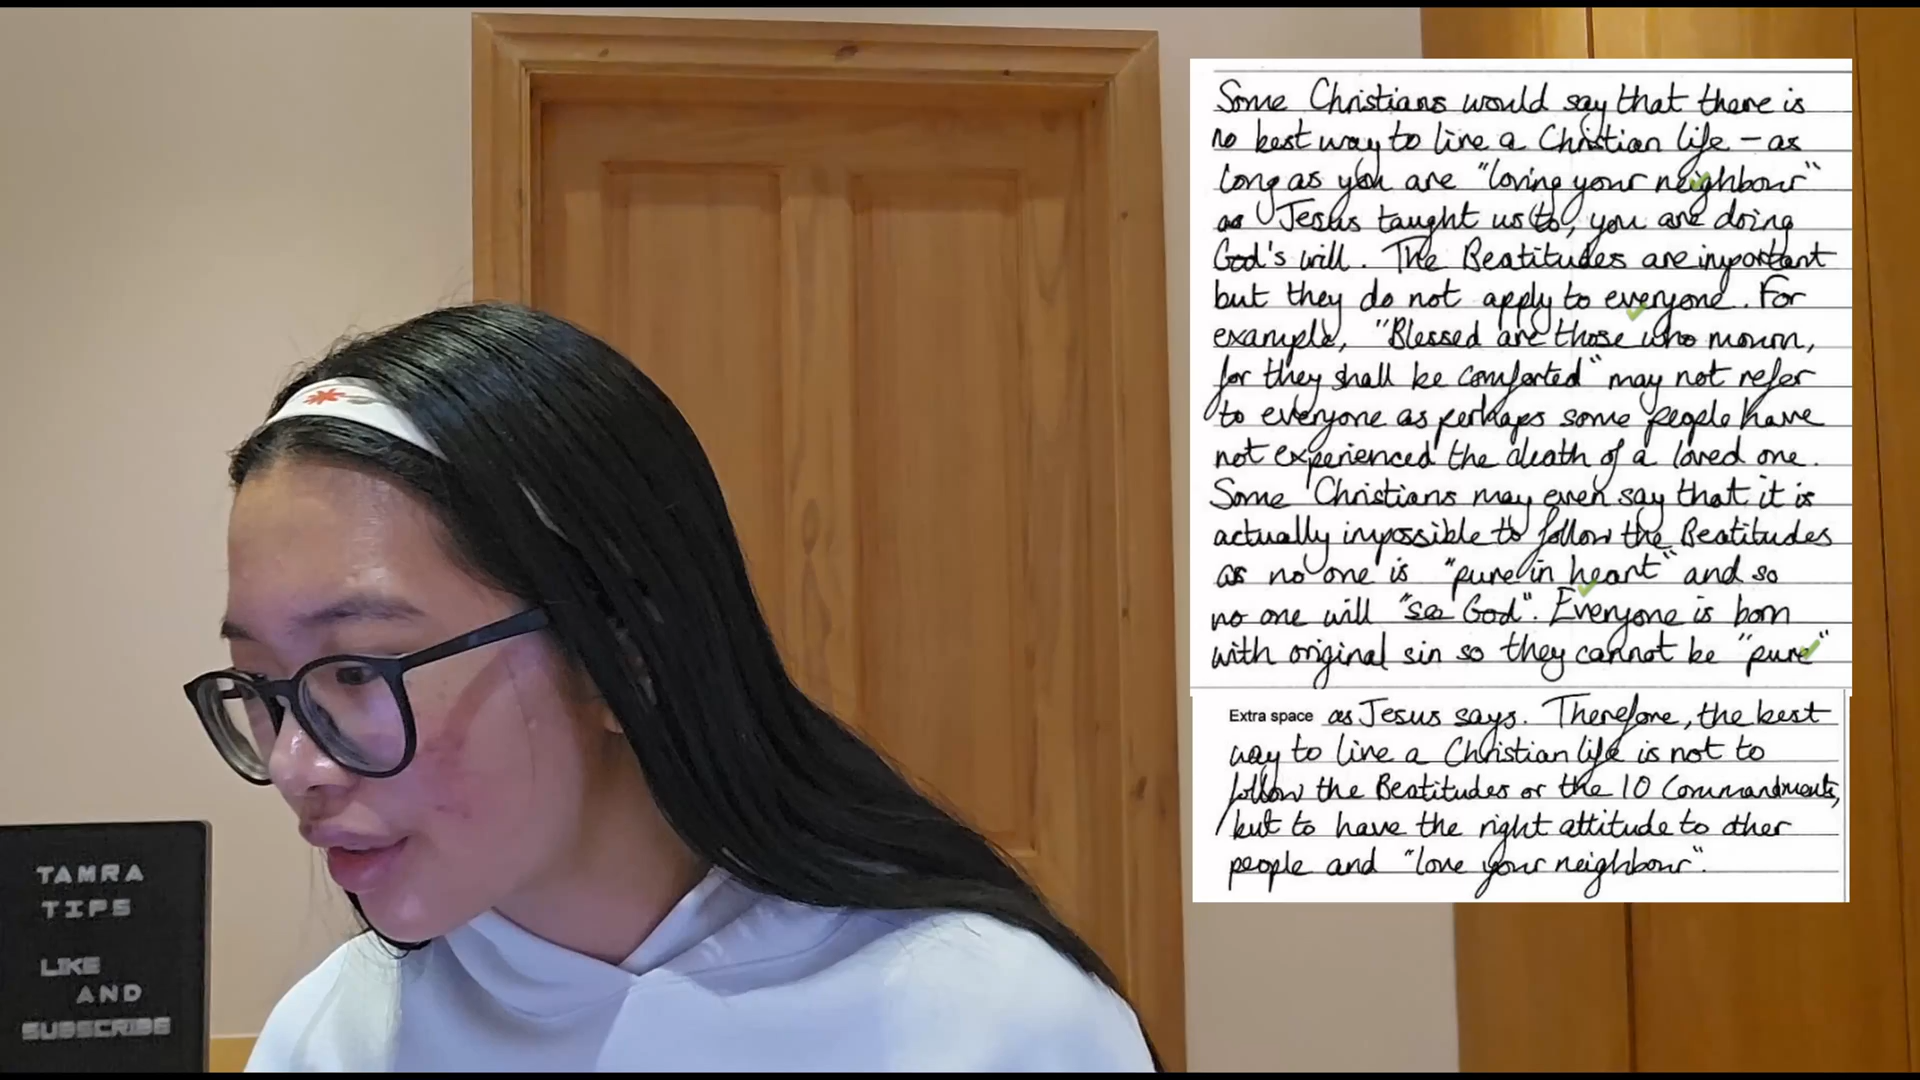 Some Christians would say that there is
no best way to live a Christian life - as
long as you are "loving your neighbour"
as Jesus taught us to, you are doing
God's will. The Beatitudes are important
but they do not apply to everyone. For
example, "Blessed are those who mourn,
for they shall be comforted" may not refer
to everyone as perhaps some people have
not experienced the death of a loved one.
Some Christians may even say that it is
actually impossible to follow the Beatitudes
as no one is "pure in heart" and so
no one will "see God". Everyone is born
with original sin so they cannot be "pure"
Extra space as Jesus says. Therefore, the best
way to live a Christian life is not to
follow the Beatitudes or the 10 Commandments,
but to have the right attitude to other
people and "love your neighbour".
TAMRA
TIPS
LIKE
AND
SUBSCRIBE